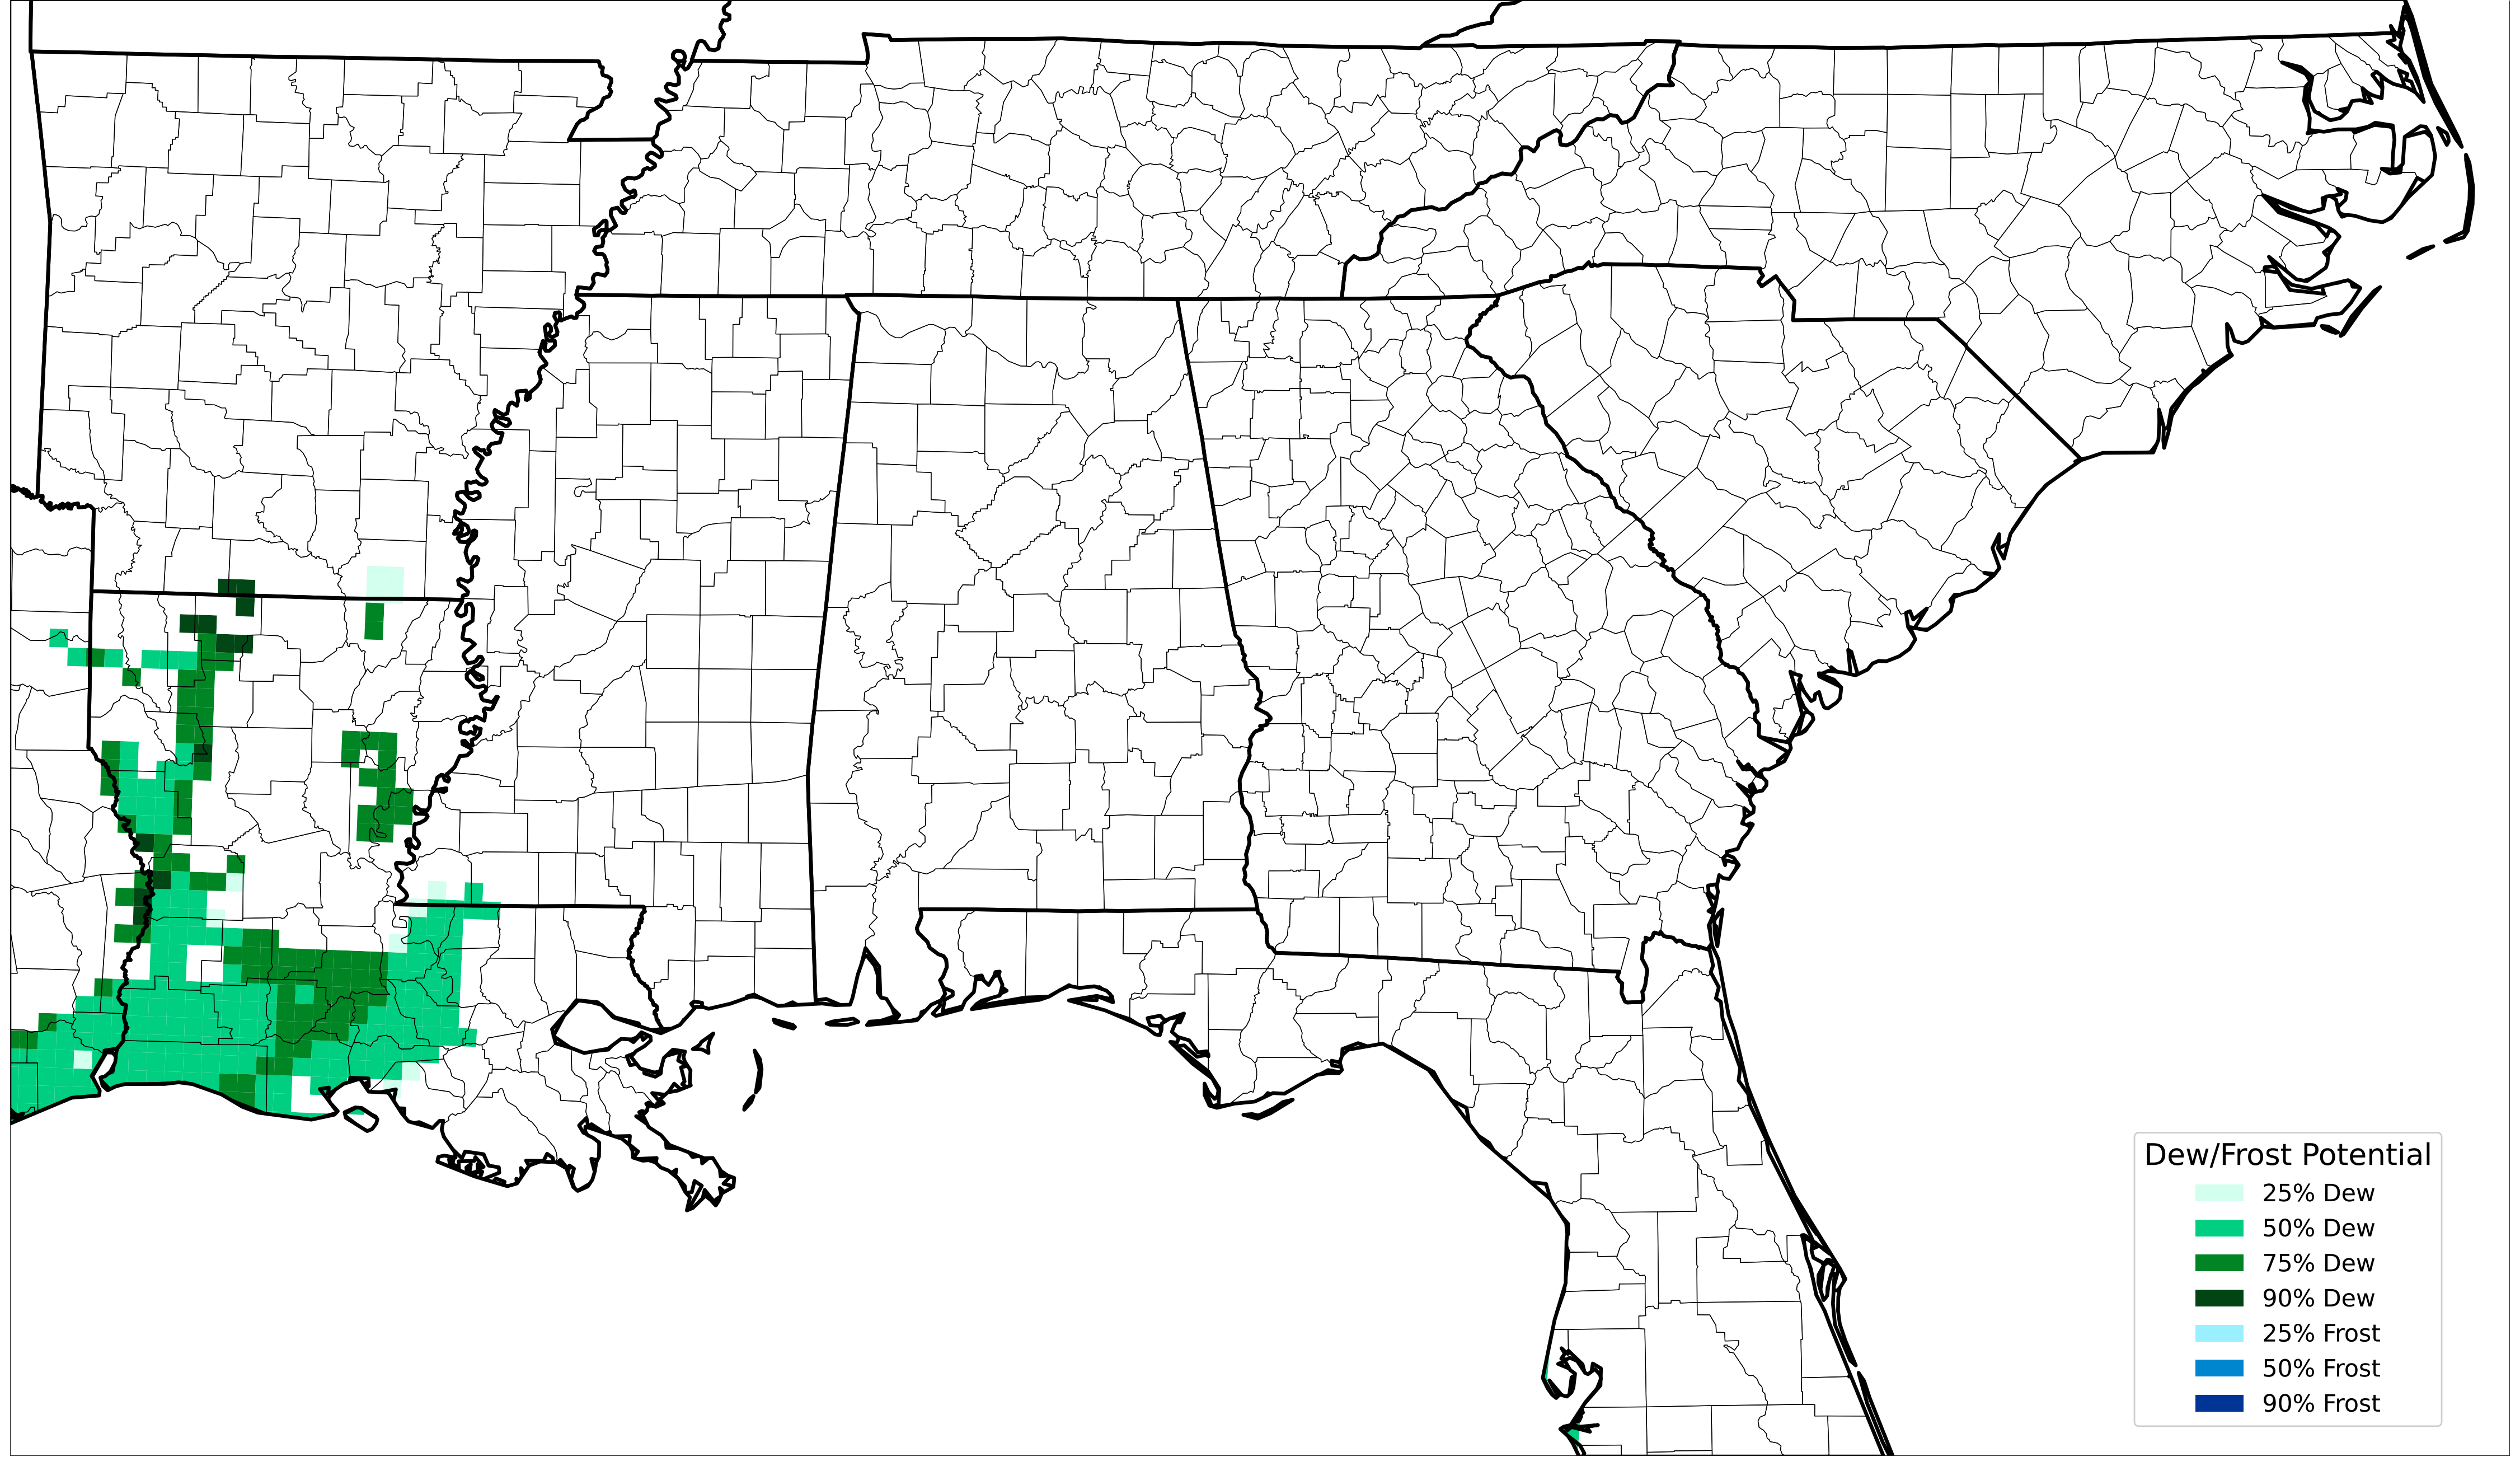 Dew/Frost Potential
25% Dew
50% Dew
75% Dew
90% Dew
25% Frost
50% Frost
90% Frost